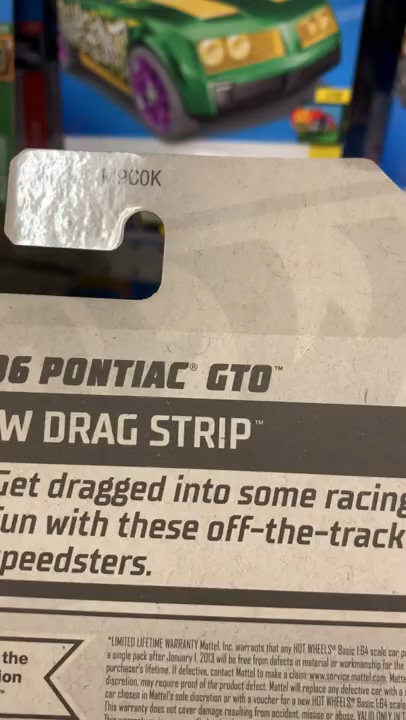 M9C0K
06 PONTIAC® GTO™
W DRAG STRIP™
Get dragged into some racing
fun with these off-the-track
speedsters.
*LIMITED LIFETIME WARRANTY Mattel, Inc. warrants that any HOT WHEELS® Basic 1:64 scale car p
a single pack after January 1, 2013 will be free from defects in material or workmanship for the
purchaser's lifetime. If defective, contact Mattel to make a claim: www.service.mattel.com. Matte
discretion, may require proof of the product defect. Mattel will replace any defective car with a
car chosen in Mattel's sole discretion or with a voucher for a new HOT WHEELS® Basic 1:64 scale
This warranty does not cover damage resulting from accident, misuse or abuse. VALID ONLY
the
ion